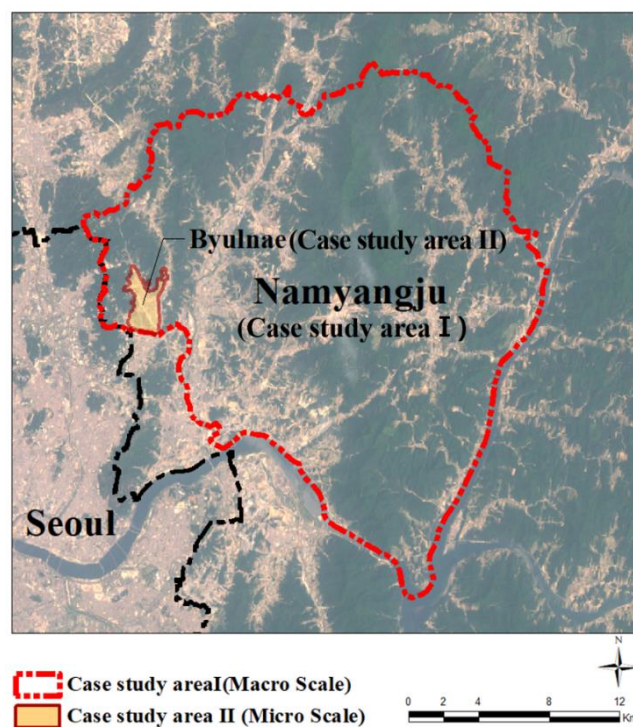 Byulnae (Case study area II)
Namyangju
(Case study area I)
Seoul
N
Case study areaI(Macro Scale)
Case study area II (Micro Scale)
0 2 4 8 12